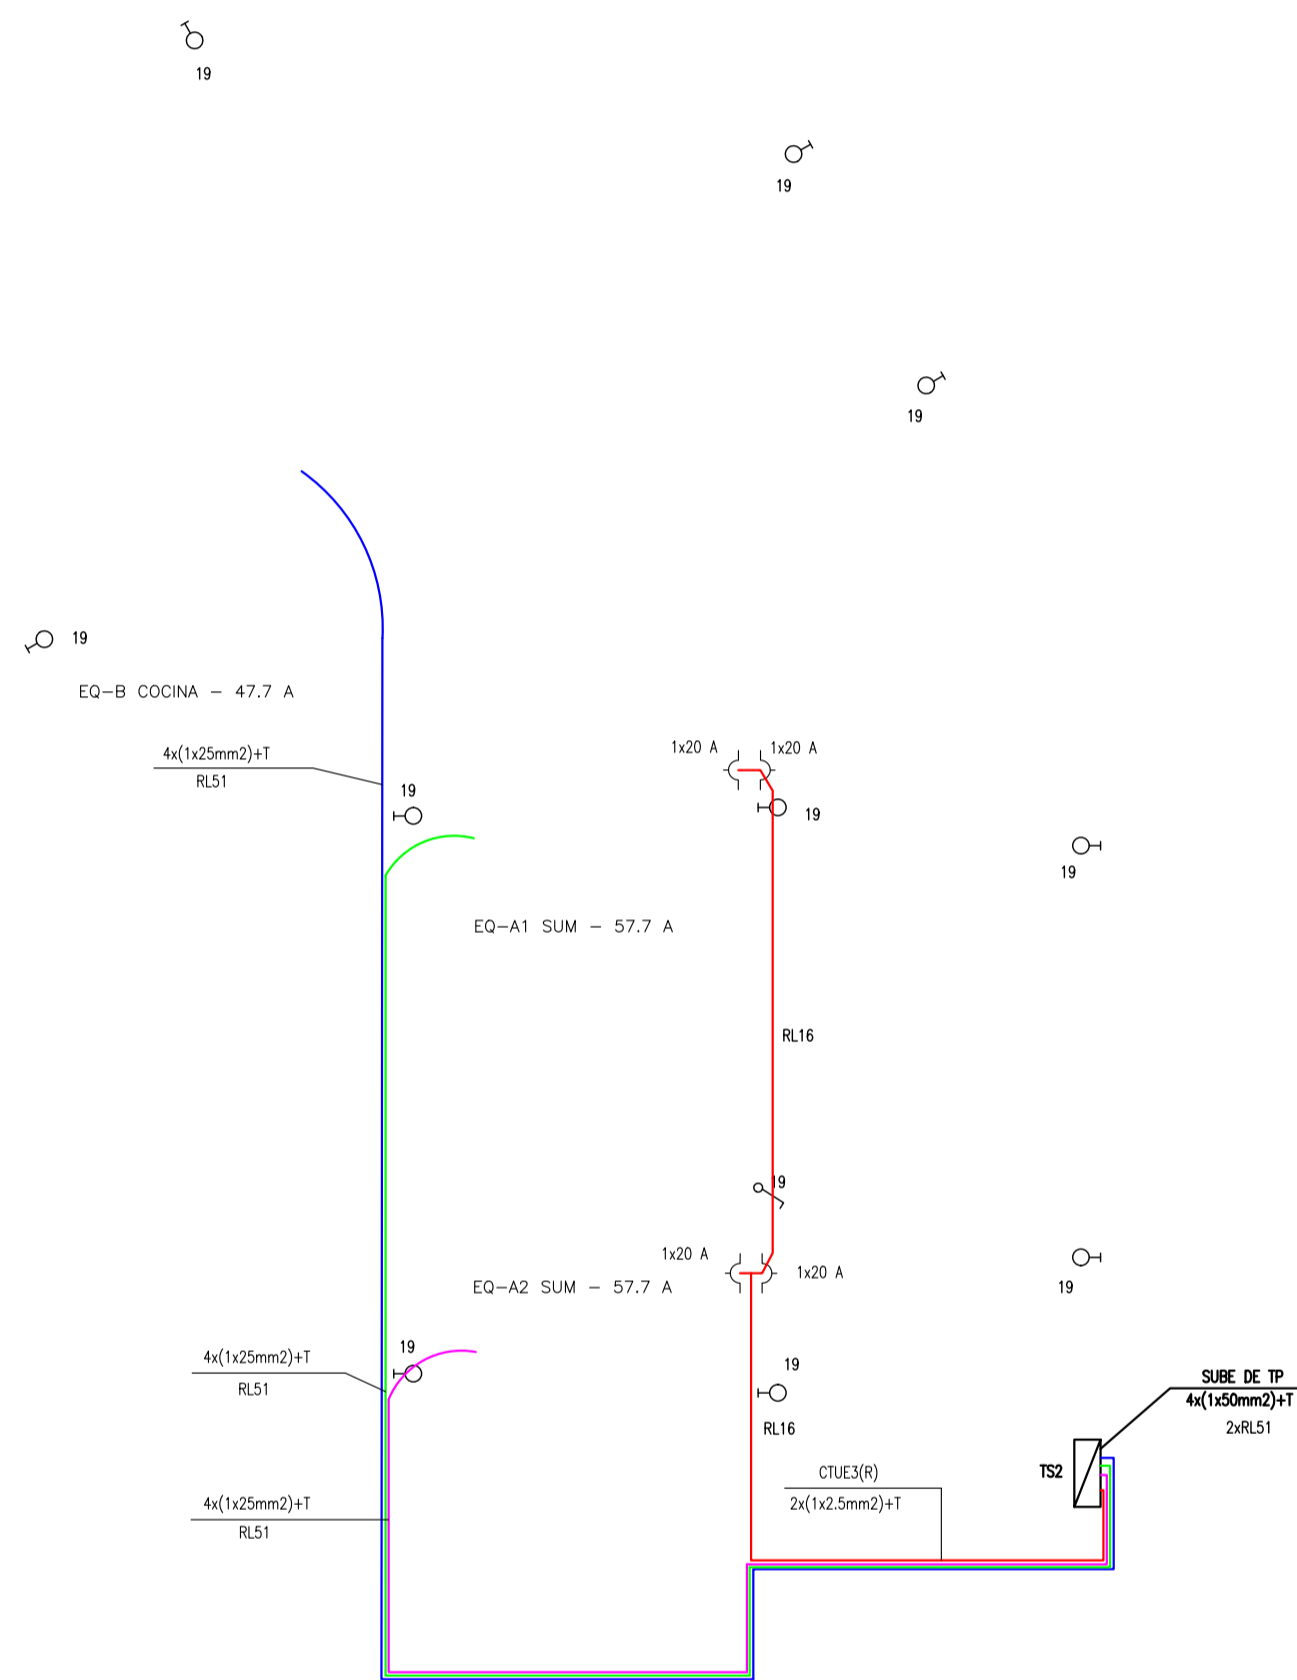 19
19
19
19
EQ-B COCINA - 47.7 A
1x20 A
1x20 A
4x(1x25mm2)+T
RL51
19
19
19
EQ-A1 SUM - 57.7 A
RL16
19
1x20 A
1x20 A
EQ-A2 SUM - 57.7 A
19
19
4x(1x25mm2)+T
RL51
19
SUBE DE TP
4x(1x50mm2)+T
2xRL51
RL16
TS2
CTUE3(R)
2x(1x2.5mm2)+T
4x(1x25mm2)+T
RL51